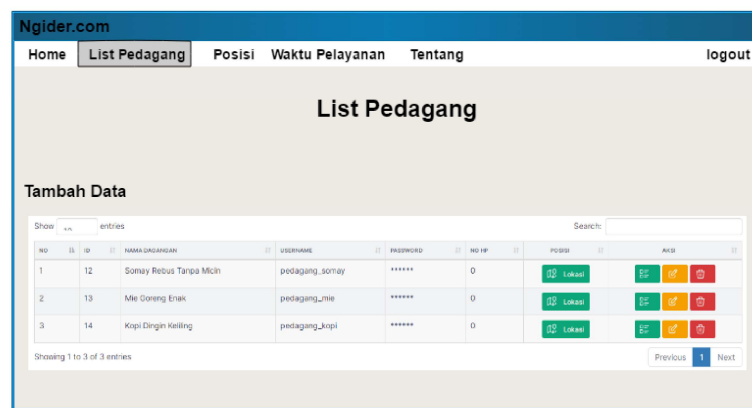 Ngider.com
Home List Pedagang Posisi Waktu Pelayanan Tentang logout
List Pedagang
Tambah Data
Show entries Search:
NO ID NAMA DAGANGAN USERNAME PASSWORD NO HP POSISI AKSI
1 12 Somay Rebus Tanpa Micin pedagang_somay ****** 0 Lokasi
2 13 Mie Goreng Enak pedagang_mie ****** 0 Lokasi
3 14 Kopi Dingin Keliling pedagang_kopi ****** 0 Lokasi
Showing 1 to 3 of 3 entries Previous 1 Next